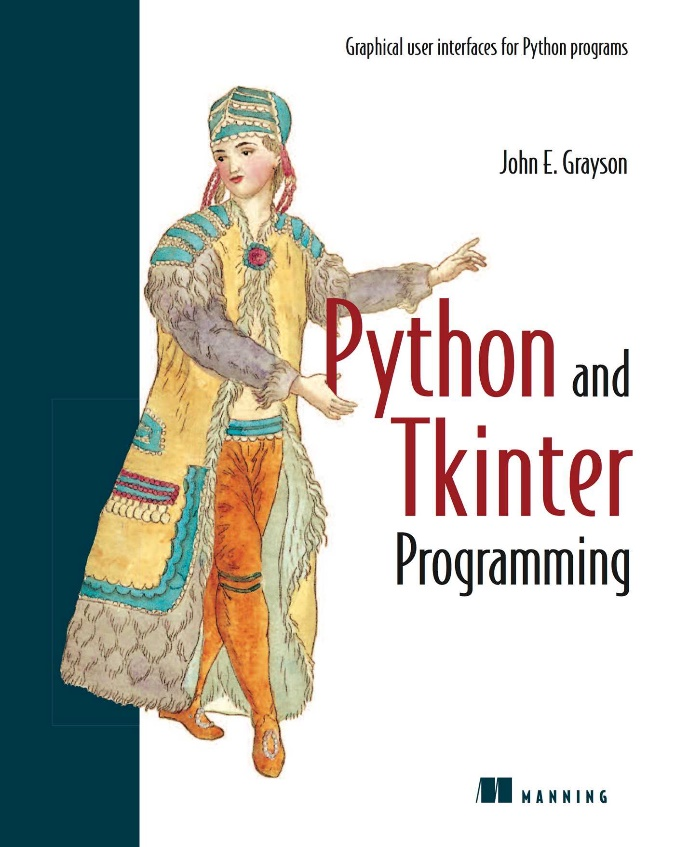 Graphical user interfaces for Python programs
John E. Grayson
Python and
Tkinter
Programming
MANNING